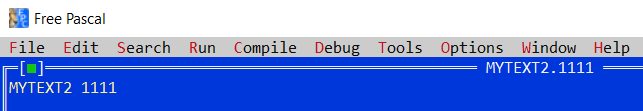 Free Pascal
File Edit Search Run Compile Debug Tools Options Window Help
MYTEXT2.1111
MYTEXT2 1111